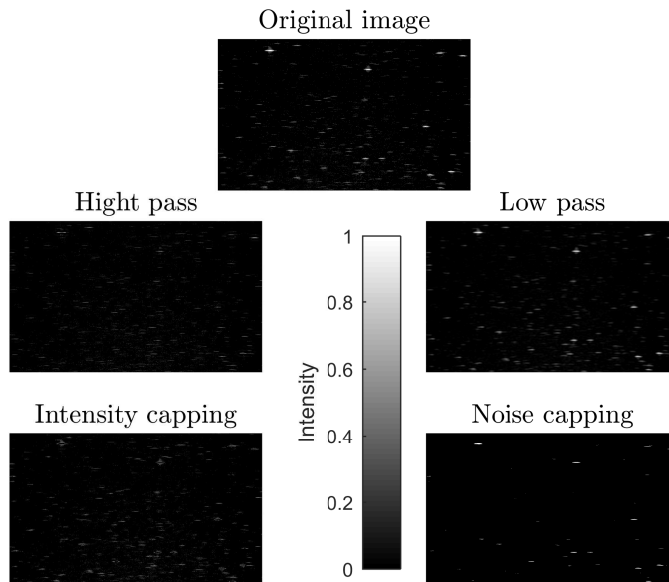 Original image
Hight pass
Low pass
1
0.8
0.6
0.4
0.2
0
Intensity
Intensity capping
Noise capping